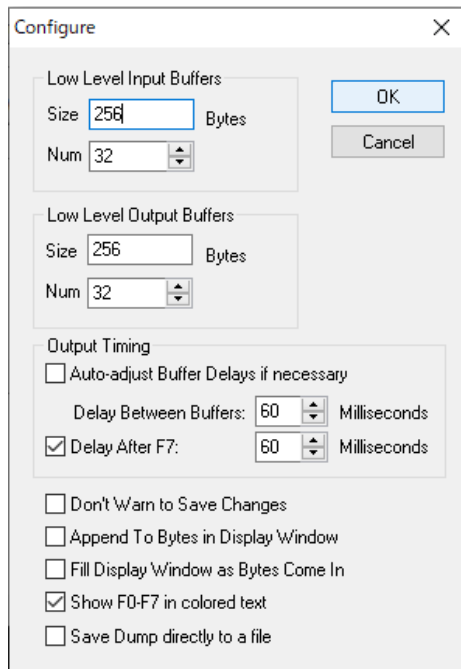 Configure
Low Level Input Buffers
Size 256 Bytes
Num 32
OK
Cancel
Low Level Output Buffers
Size 256 Bytes
Num 32
Output Timing
Auto-adjust Buffer Delays if necessary
Delay Between Buffers: 60 Milliseconds
Delay After F7: 60 Milliseconds
Don't Warn to Save Changes
Append To Bytes in Display Window
Fill Display Window as Bytes Come In
Show F0-F7 in colored text
Save Dump directly to a file